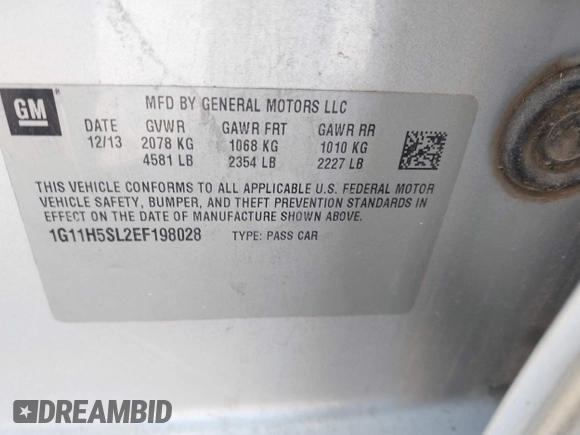 GM
MFD BY GENERAL MOTORS LLC
DATE GVWR GAWR FRT GAWR RR
12/13 2078 KG 1068 KG 1010 KG
4581 LB 2354 LB 2227 LB
THIS VEHICLE CONFORMS TO ALL APPLICABLE U.S. FEDERAL MOTOR
VEHICLE SAFETY, BUMPER, AND THEFT PREVENTION STANDARDS IN
EFFECT ON THE DATE OF MANUFACTURE SHOWN ABOVE.
1G11H5SL2EF198028 TYPE: PASS CAR
DREAMBID